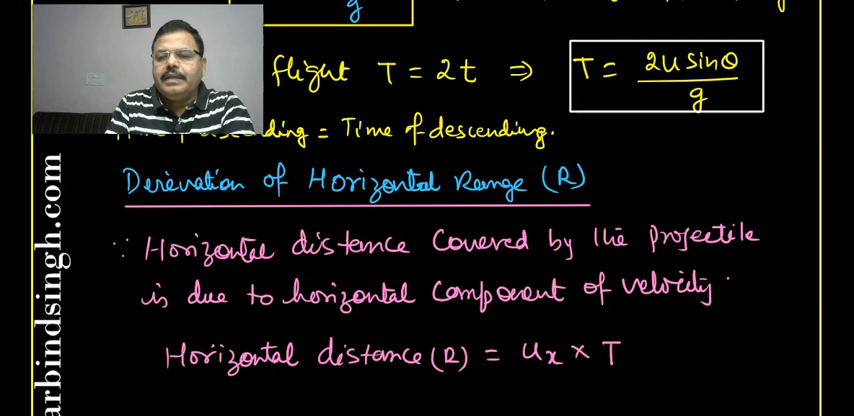 g
flight T = 2t ⇒ T = 2u sinθ / g
ding = Time of descending.
Derivation of Horizontal Range (R)
∵ Horizontal distance covered by the projectile
is due to horizontal component of velocity.
Horizontal distance (R) = ux × T
arbindsingh.com